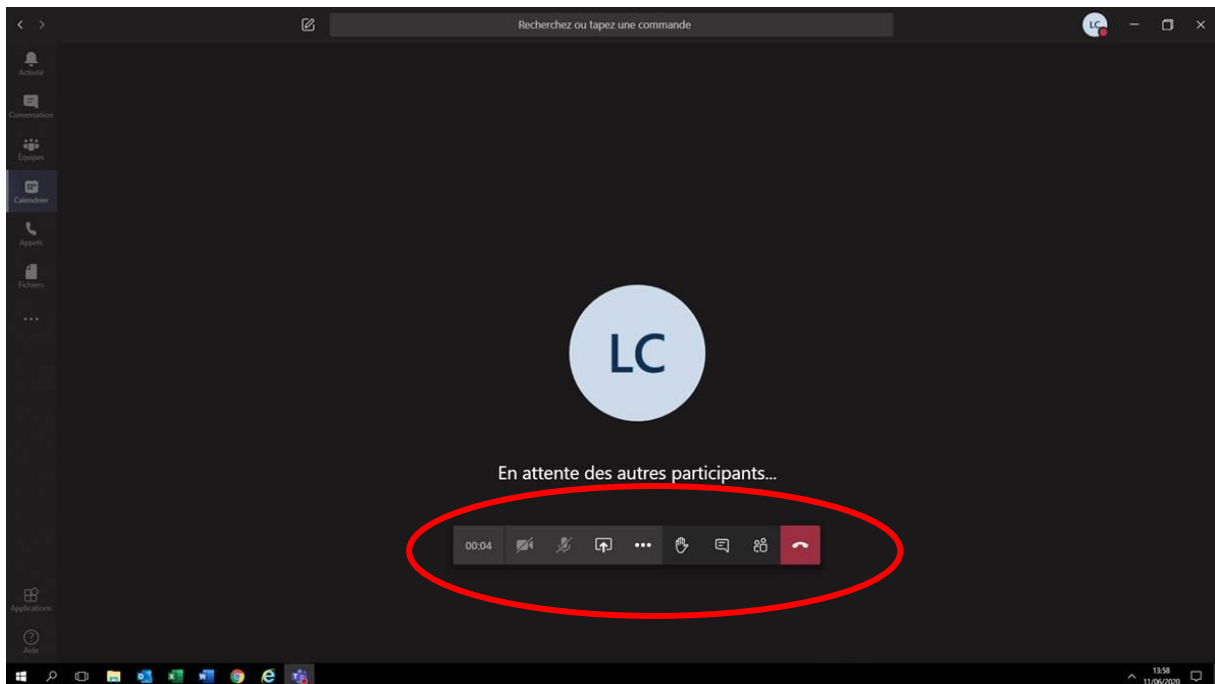 Recherchez ou tapez une commande
LC
Activité
Conversation
Équipes
Calendrier
Appels
Fichiers
LC
En attente des autres participants...
00:04
Applications
Aide
13:58
11/06/2020